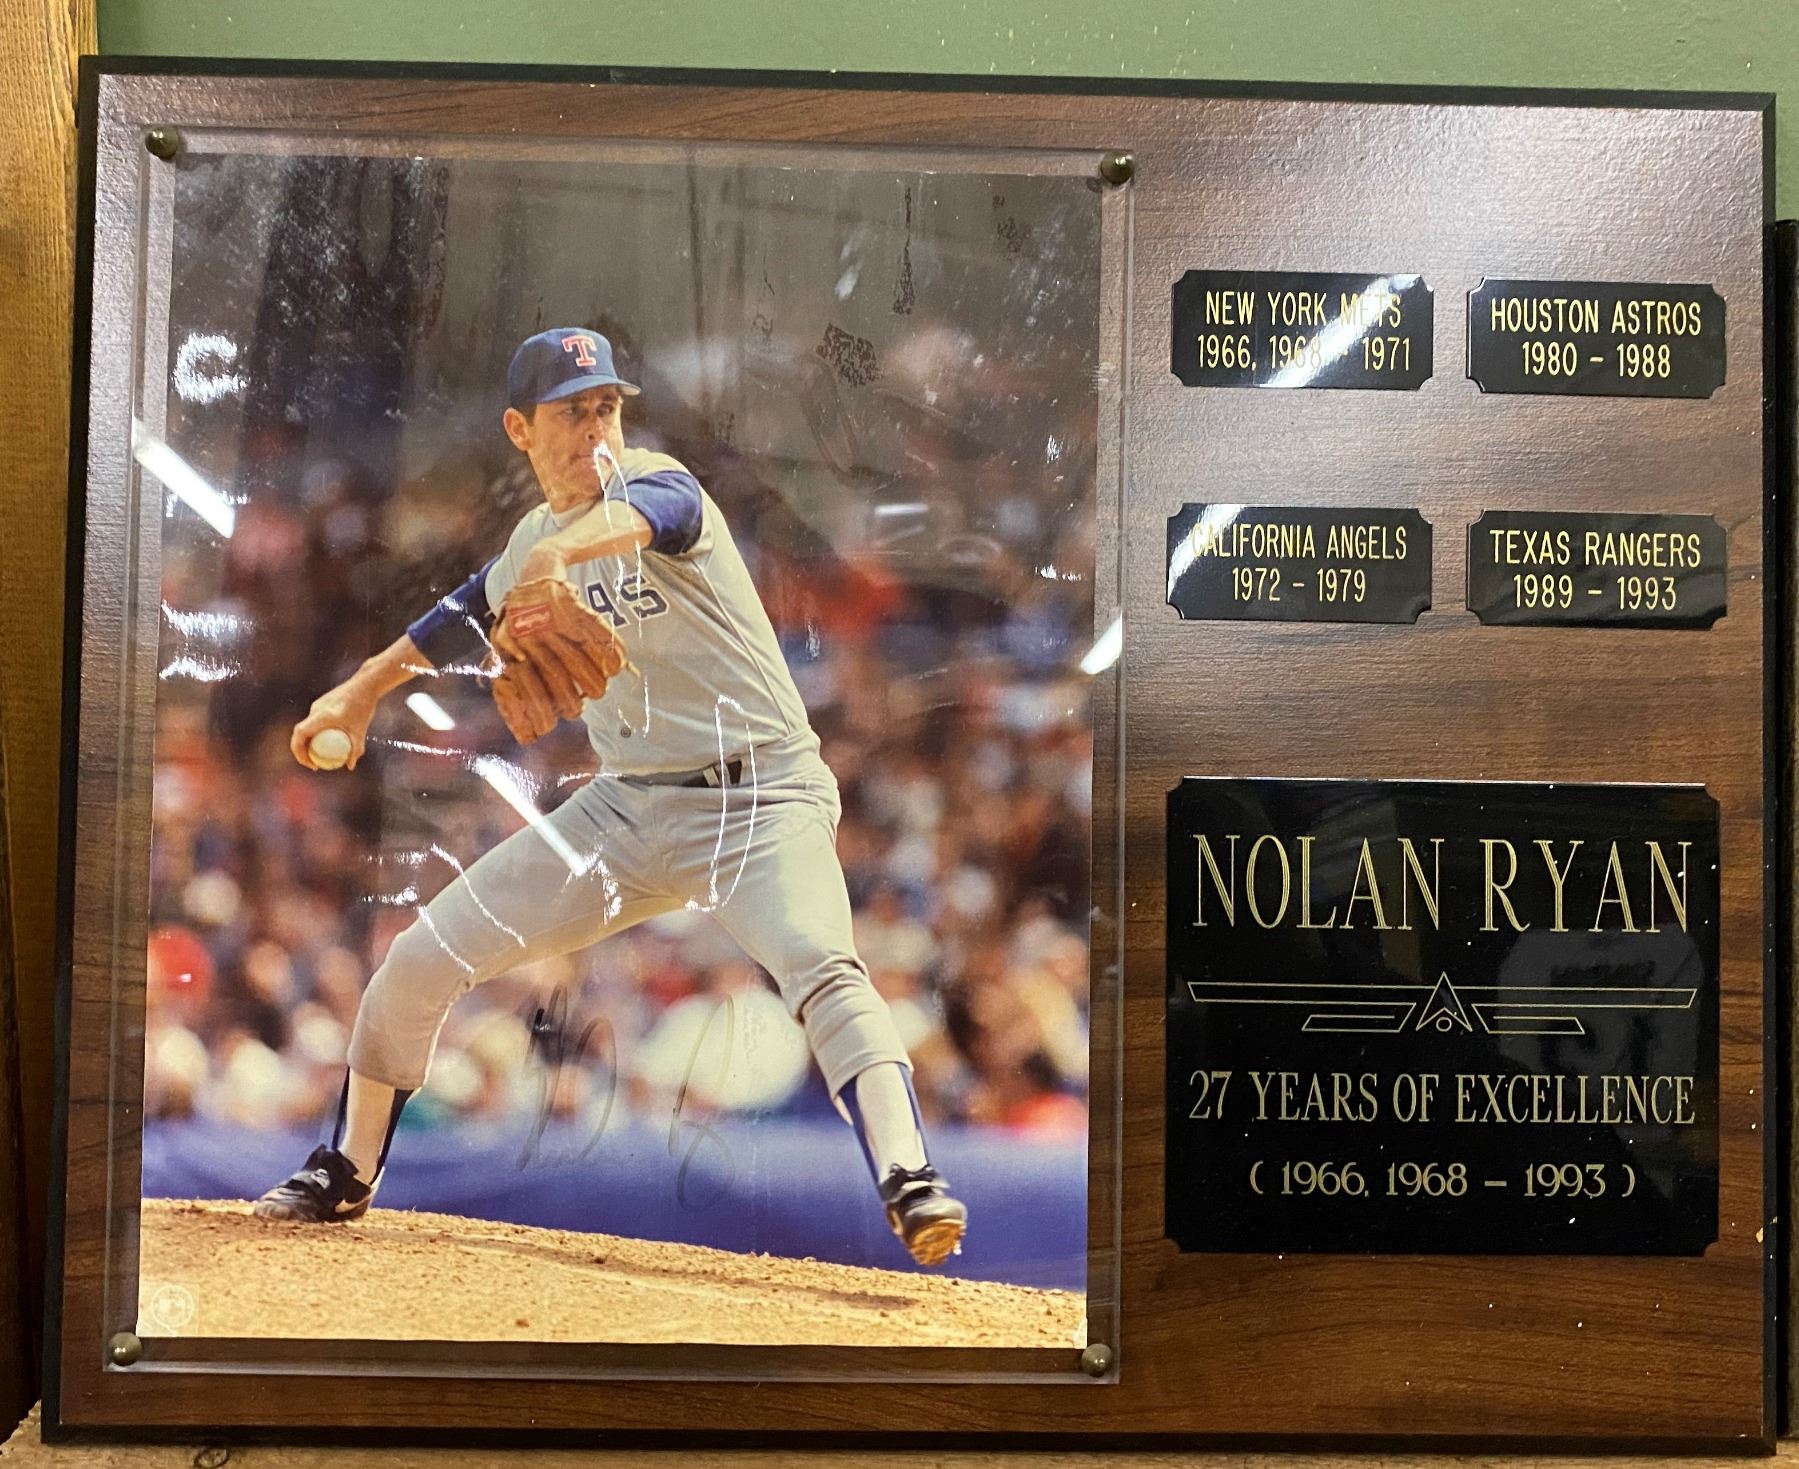 T
AS
NEW YORK METS
1966, 1968 - 1971
HOUSTON ASTROS
1980 - 1988
CALIFORNIA ANGELS
1972 - 1979
TEXAS RANGERS
1989 - 1993
NOLAN RYAN
27 YEARS OF EXCELLENCE
( 1966, 1968 - 1993 )